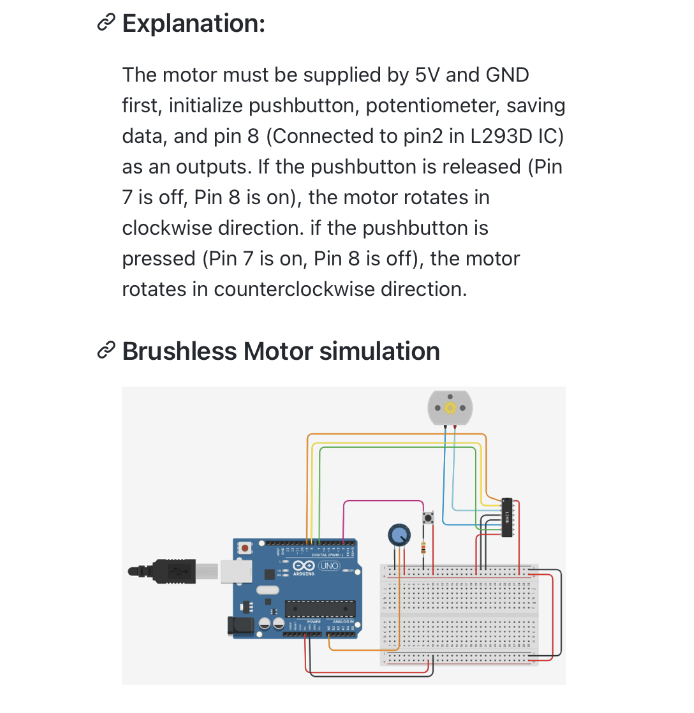 Explanation:
The motor must be supplied by 5V and GND
first, initialize pushbutton, potentiometer, saving
data, and pin 8 (Connected to pin2 in L293D IC)
as an outputs. If the pushbutton is released (Pin
7 is off, Pin 8 is on), the motor rotates in
clockwise direction. if the pushbutton is
pressed (Pin 7 is on, Pin 8 is off), the motor
rotates in counterclockwise direction.
Brushless Motor simulation
DIGITAL (PWM~)
UNO
ARDUINO
POWER
ANALOG IN